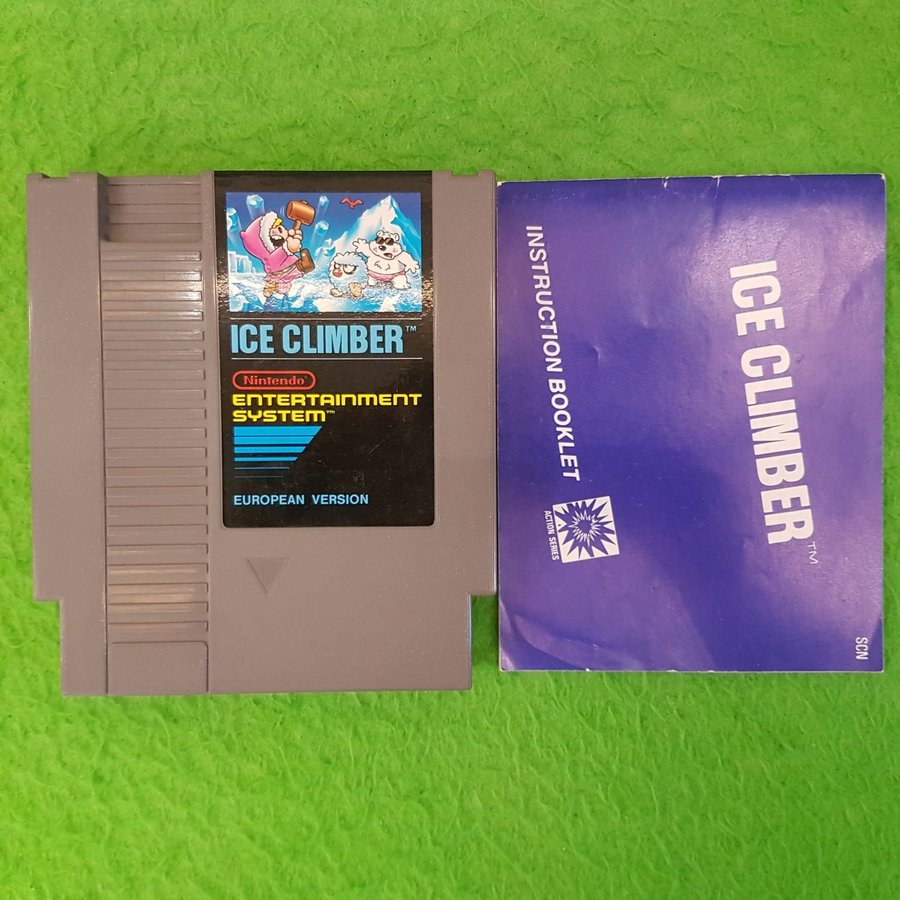 ICE CLIMBER™
Nintendo®
ENTERTAINMENT
SYSTEM™
EUROPEAN VERSION
ICE CLIMBER™
INSTRUCTION BOOKLET
ACTION SERIES
SCN